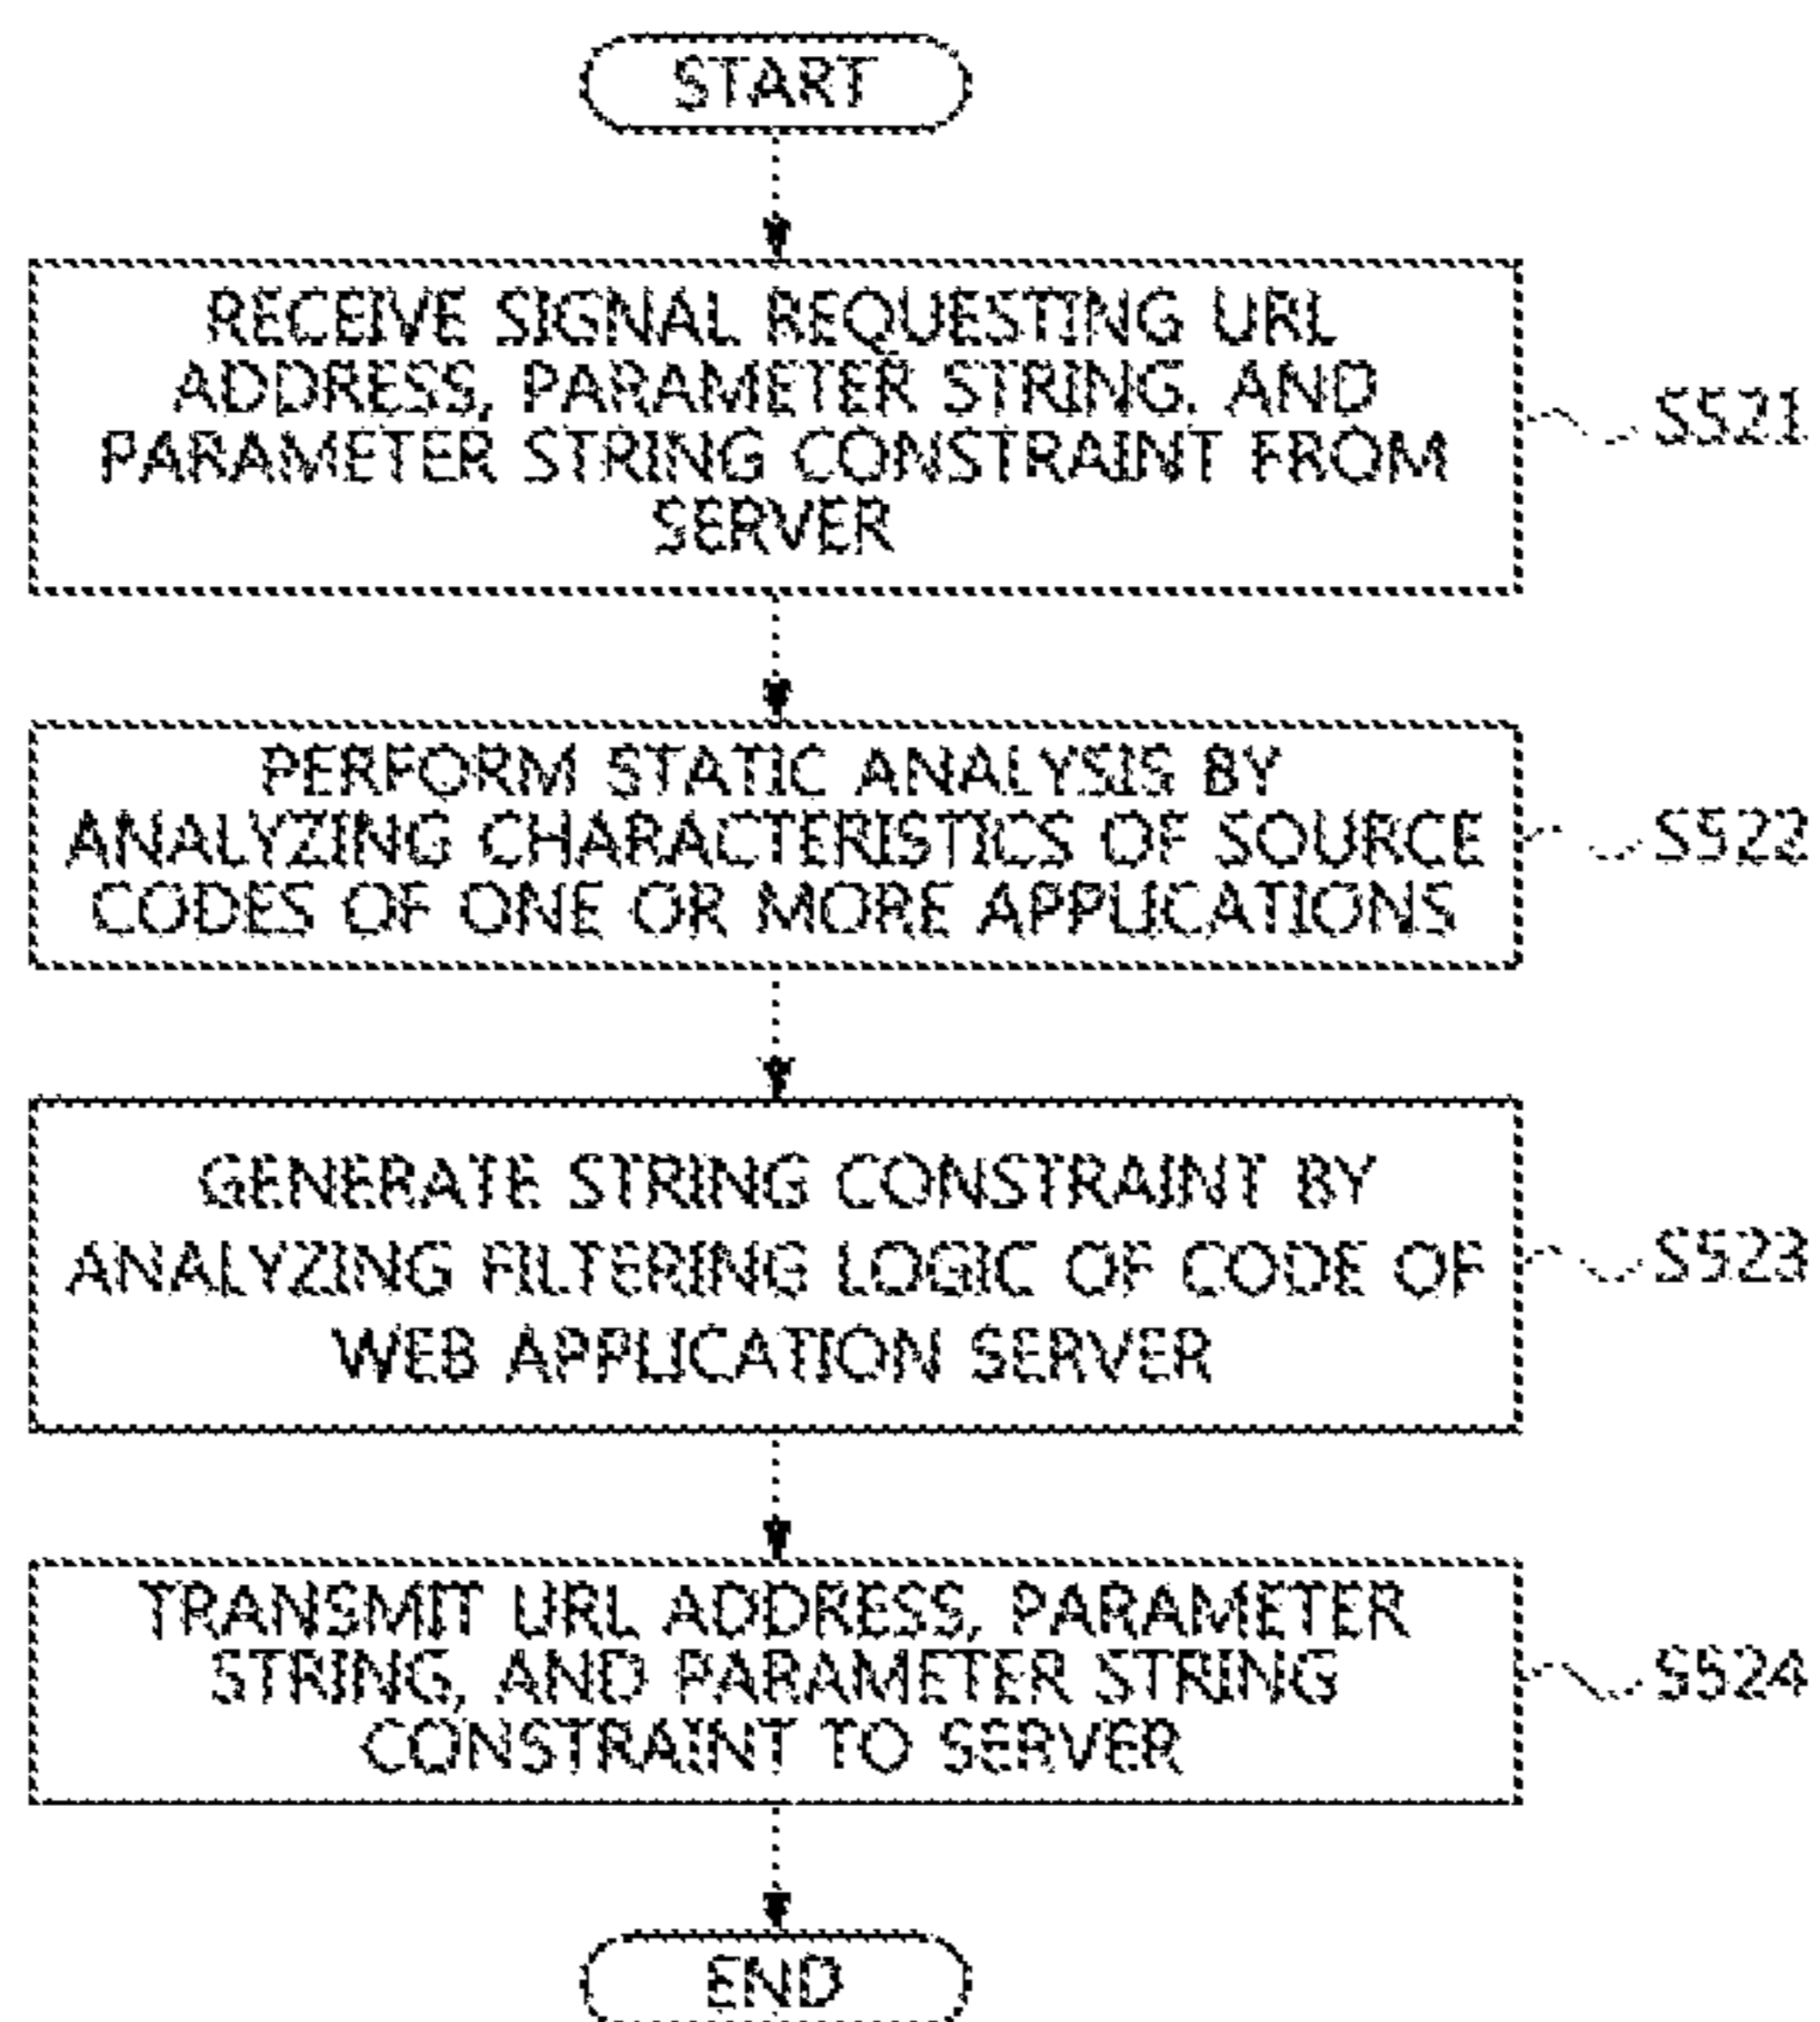 START
RECEIVE SIGNAL REQUESTING URL
ADDRESS, PARAMETER STRING, AND
PARAMETER STRING CONSTRAINT FROM
SERVER
S521
PERFORM STATIC ANALYSIS BY
ANALYZING CHARACTERISTICS OF SOURCE
CODES OF ONE OR MORE APPLICATIONS
S522
GENERATE STRING CONSTRAINT BY
ANALYZING FILTERING LOGIC OF CODE OF
WEB APPLICATION SERVER
S523
TRANSMIT URL ADDRESS, PARAMETER
STRING, AND PARAMETER STRING
CONSTRAINT TO SERVER
S524
END